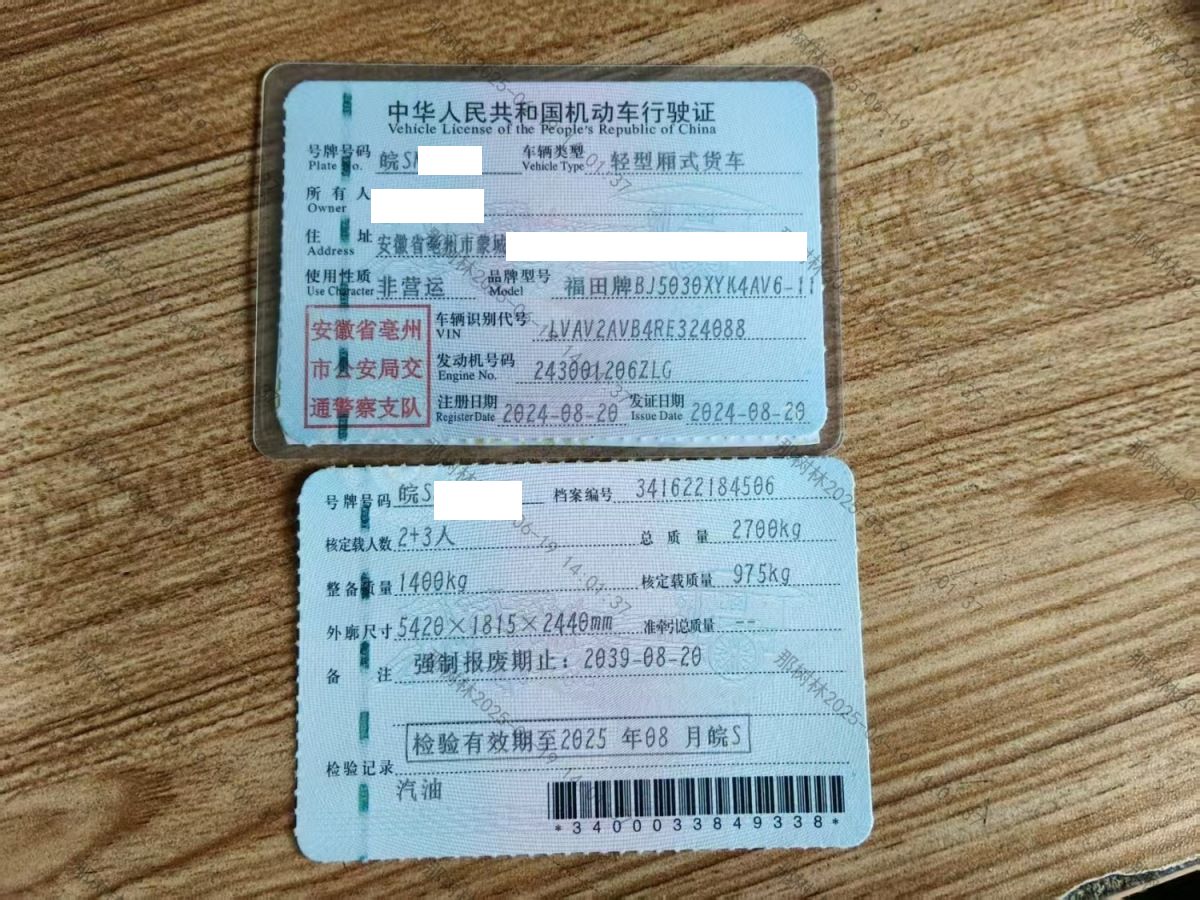 中华人民共和国机动车行驶证
Vehicle License of the People's Republic of China
号牌号码 皖S 车辆类型 轻型厢式货车
Plate No. Vehicle Type
所有人
Owner
住址 安徽省亳州市蒙城
Address
使用性质 非营运 品牌型号 福田牌BJ5030XYK4AV6-11
Use Character Model
安徽省亳州
市公安局交
通警察支队
车辆识别代号 LVAV2AVB4RE324088
VIN
发动机号码 243001206ZLG
Engine No.
注册日期 2024-08-20 发证日期 2024-08-20
Register Date Issue Date
号牌号码 皖S 档案编号 341622184506
核定载人数 2+3人 总质量 2700kg
整备质量 1400kg 核定载质量 975kg
外廓尺寸 5420×1815×2440mm 准牵引总质量 --
备注 强制报废期止：2039-08-20
检验有效期至2025 年08 月皖S
检验记录
汽油
*3400033849338*